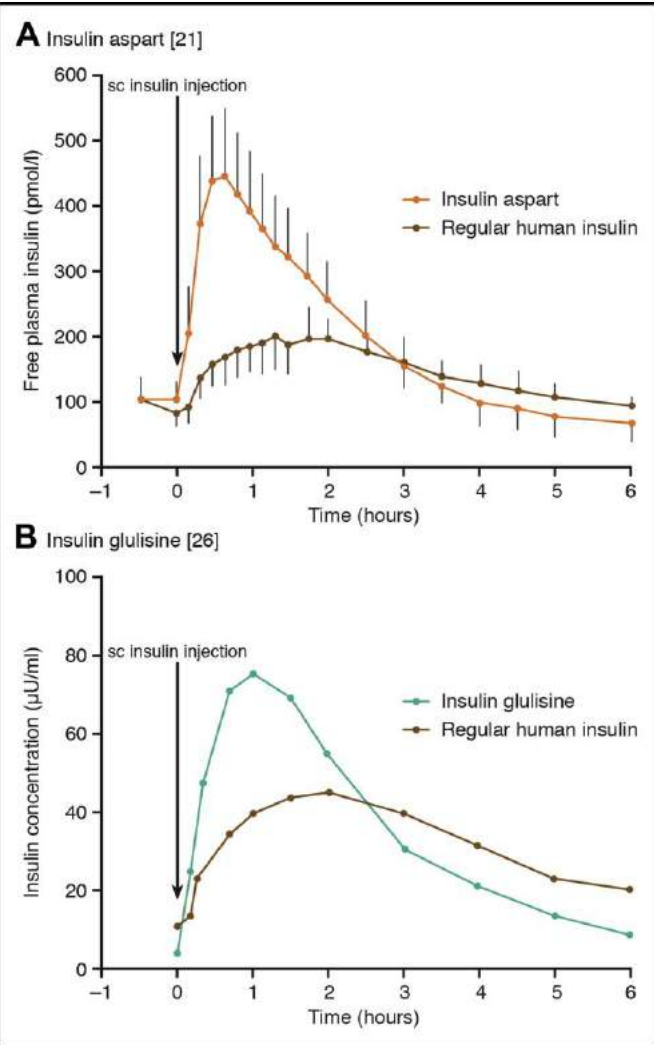 A Insulin aspart [21]
600
sc insulin injection
500
400
Insulin aspart
Regular human insulin
300
200
100
0
Free plasma insulin (pmol/l)
−1 0 1 2 3 4 5 6
Time (hours)
B Insulin glulisine [26]
100
sc insulin injection
80
Insulin glulisine
Regular human insulin
60
40
20
0
Insulin concentration (µU/ml)
−1 0 1 2 3 4 5 6
Time (hours)